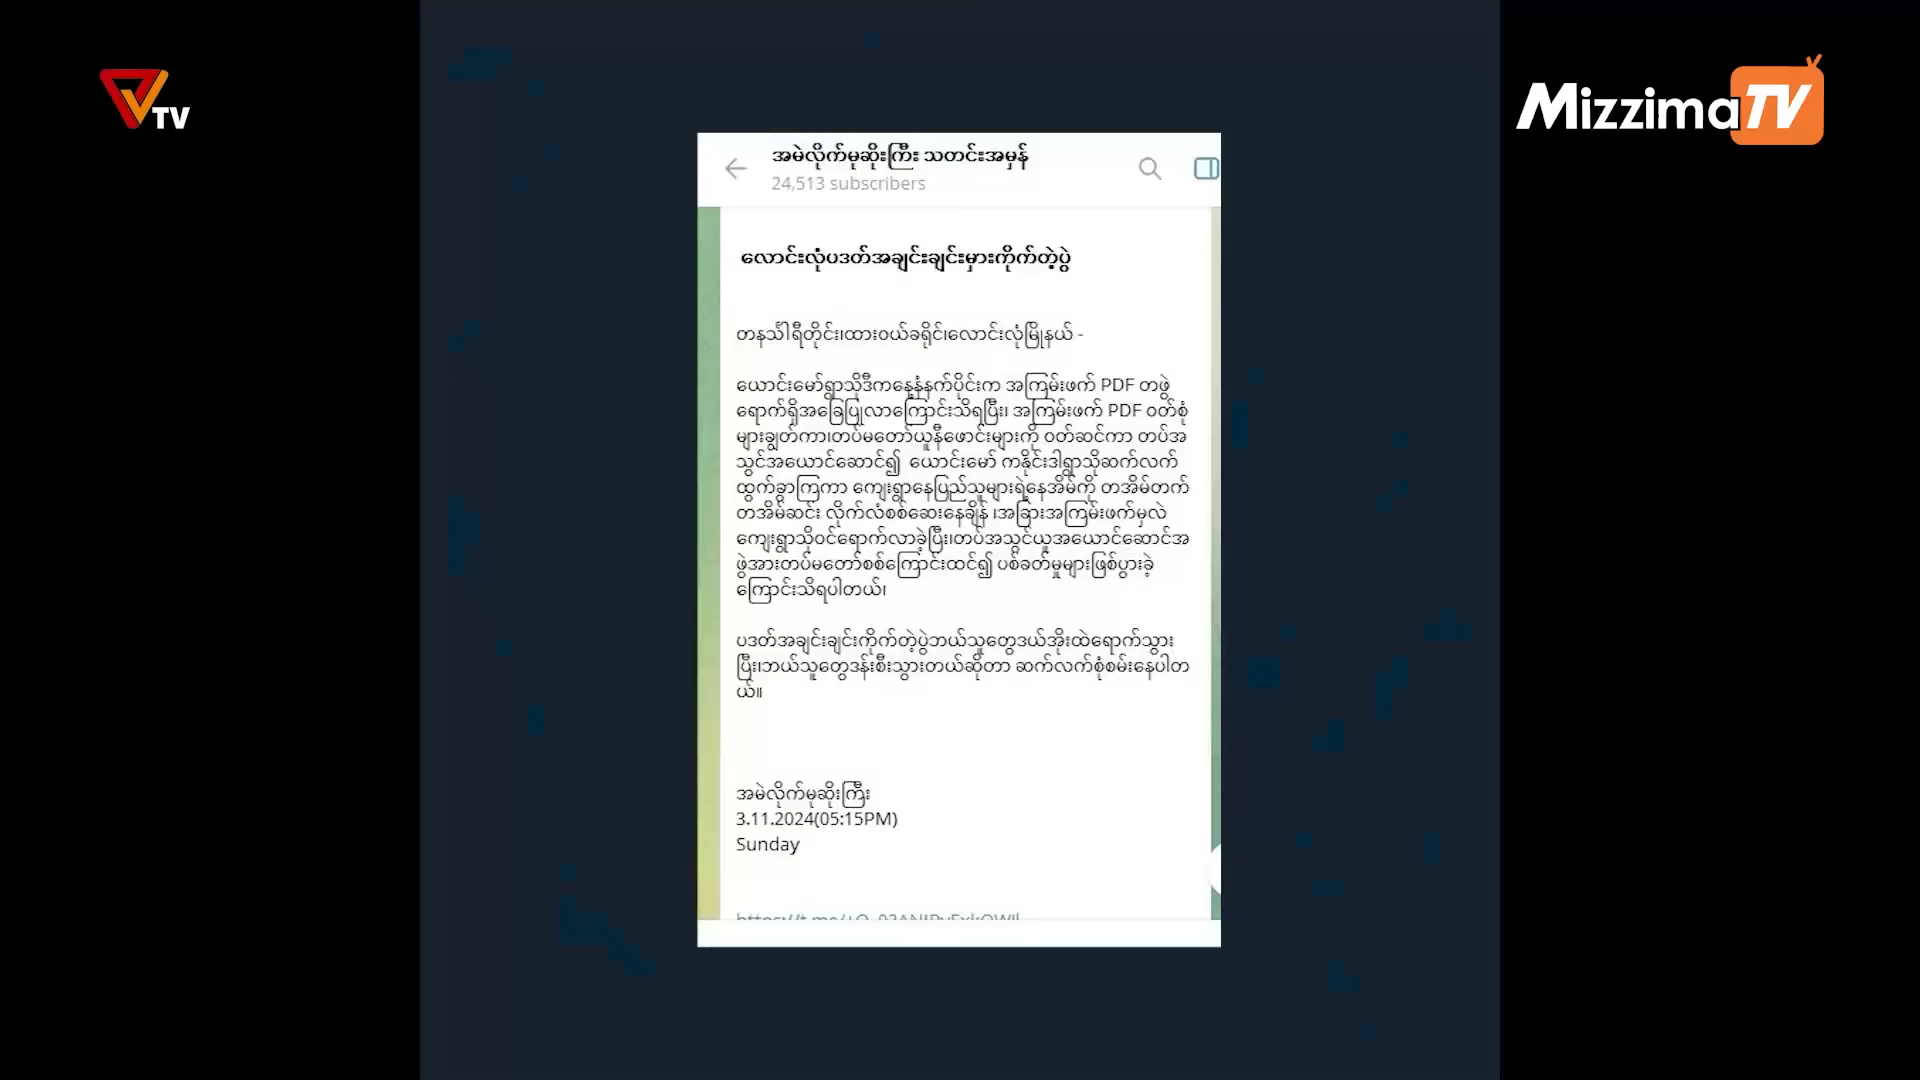 TV
MizzimaTV
အမဲလိုက်မုဆိုးကြီး သတင်းအမှန်
24,513 subscribers
လောင်းလုံပဒတ်အချင်းချင်းမှားကိုက်တဲ့ပွဲ
တနင်္သါရီတိုင်း၊ထားဝယ်ခရိုင်၊လောင်းလုံမြို့နယ် -
ယောင်းမော်ရွာသို့ဒီကနေ့နံနက်ပိုင်းက အကြမ်းဖက် PDF တဖွဲ့
ရောက်ရှိအခြေပြုလာကြောင်းသိရပြီး၊ အကြမ်းဖက် PDF ဝတ်စုံ
များချွတ်ကာ၊တပ်မတော်ယူနီဖောင်းများကို ဝတ်ဆင်ကာ တပ်အ
သွင်အယောင်ဆောင်၍ ယောင်းမော် ကနိုင်းဒါရွာသို့ဆက်လက်
ထွက်ခွာကြကာ ကျေးရွာနေပြည်သူများရဲ့နေအိမ်ကို တအိမ်တက်
တအိမ်ဆင်း လိုက်လံစစ်ဆေးနေချိန် ၊အခြားအကြမ်းဖက်မှလဲ
ကျေးရွာသို့ဝင်ရောက်လာခဲ့ပြီး၊တပ်အသွင်ယူအယောင်ဆောင်အ
ဖွဲ့အားတပ်မတော်စစ်ကြောင်းထင်၍ ပစ်ခတ်မှုများဖြစ်ပွားခဲ့
ကြောင်းသိရပါတယ်၊
ပဒတ်အချင်းချင်းကိုက်တဲ့ပွဲဘယ်သူတွေဒယ်အိုးထဲရောက်သွား
ပြီး၊ဘယ်သူတွေဒန်းစီးသွားတယ်ဆိုတာ ဆက်လက်စုံစမ်းနေပါတ
ယ်။
အမဲလိုက်မုဆိုးကြီး
3.11.2024(05:15PM)
Sunday